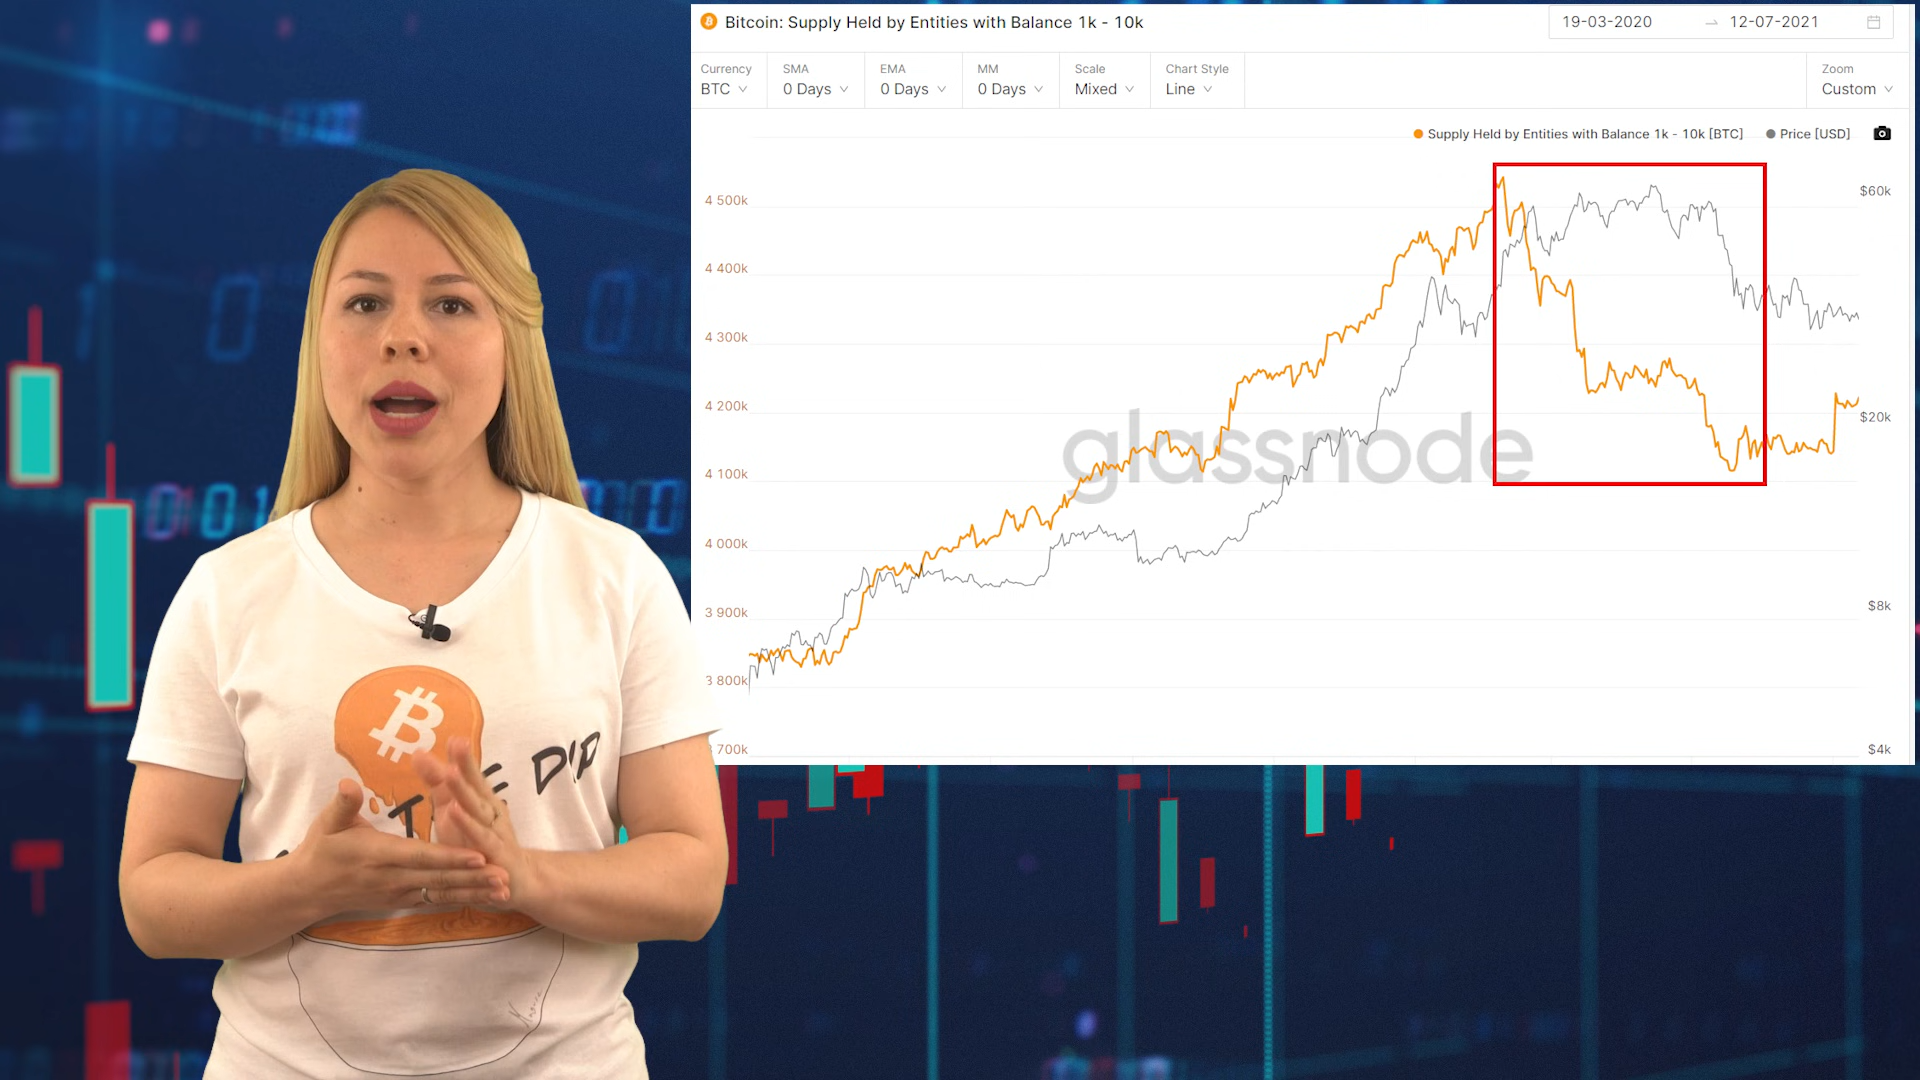 Bitcoin: Supply Held by Entities with Balance 1k - 10k
19-03-2020 → 12-07-2021
Currency SMA EMA MM Scale Chart Style Zoom
BTC 0 Days 0 Days 0 Days Mixed Line Custom
Supply Held by Entities with Balance 1k - 10k [BTC] Price [USD]
4 500k $60k
4 400k
4 300k
4 200k $20k
glassnode
4 100k
4 000k
3 900k $8k
3 800k
700k $4k
DIP